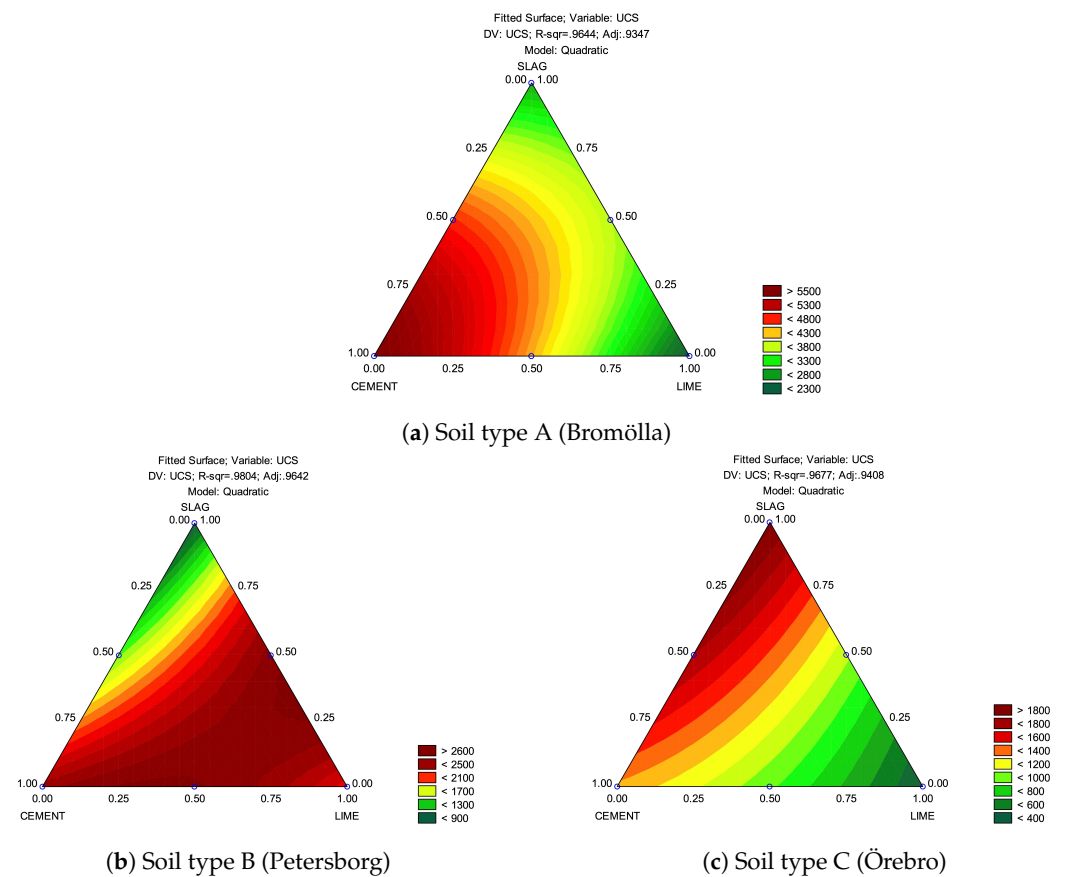 Fitted Surface; Variable: UCS
DV: UCS; R-sqr=.9644; Adj:.9347
Model: Quadratic
SLAG
0.00 1.00
0.25 0.75
0.50 0.50
0.75 0.25
1.00 0.00
0.00 0.25 0.50 0.75 1.00
CEMENT LIME
> 5500
< 5300
< 4800
< 4300
< 3800
< 3300
< 2800
< 2300
(a) Soil type A (Bromölla)
Fitted Surface; Variable: UCS
DV: UCS; R-sqr=.9804; Adj:.9642
Model: Quadratic
SLAG
0.00 1.00
0.25 0.75
0.50 0.50
0.75 0.25
1.00 0.00
0.00 0.25 0.50 0.75 1.00
CEMENT LIME
> 2600
< 2500
< 2100
< 1700
< 1300
< 900
(b) Soil type B (Petersborg)
Fitted Surface; Variable: UCS
DV: UCS; R-sqr=.9677; Adj:.9408
Model: Quadratic
SLAG
0.00 1.00
0.25 0.75
0.50 0.50
0.75 0.25
1.00 0.00
0.00 0.25 0.50 0.75 1.00
CEMENT LIME
> 1800
< 1800
< 1600
< 1400
< 1200
< 1000
< 800
< 600
< 400
(c) Soil type C (Örebro)